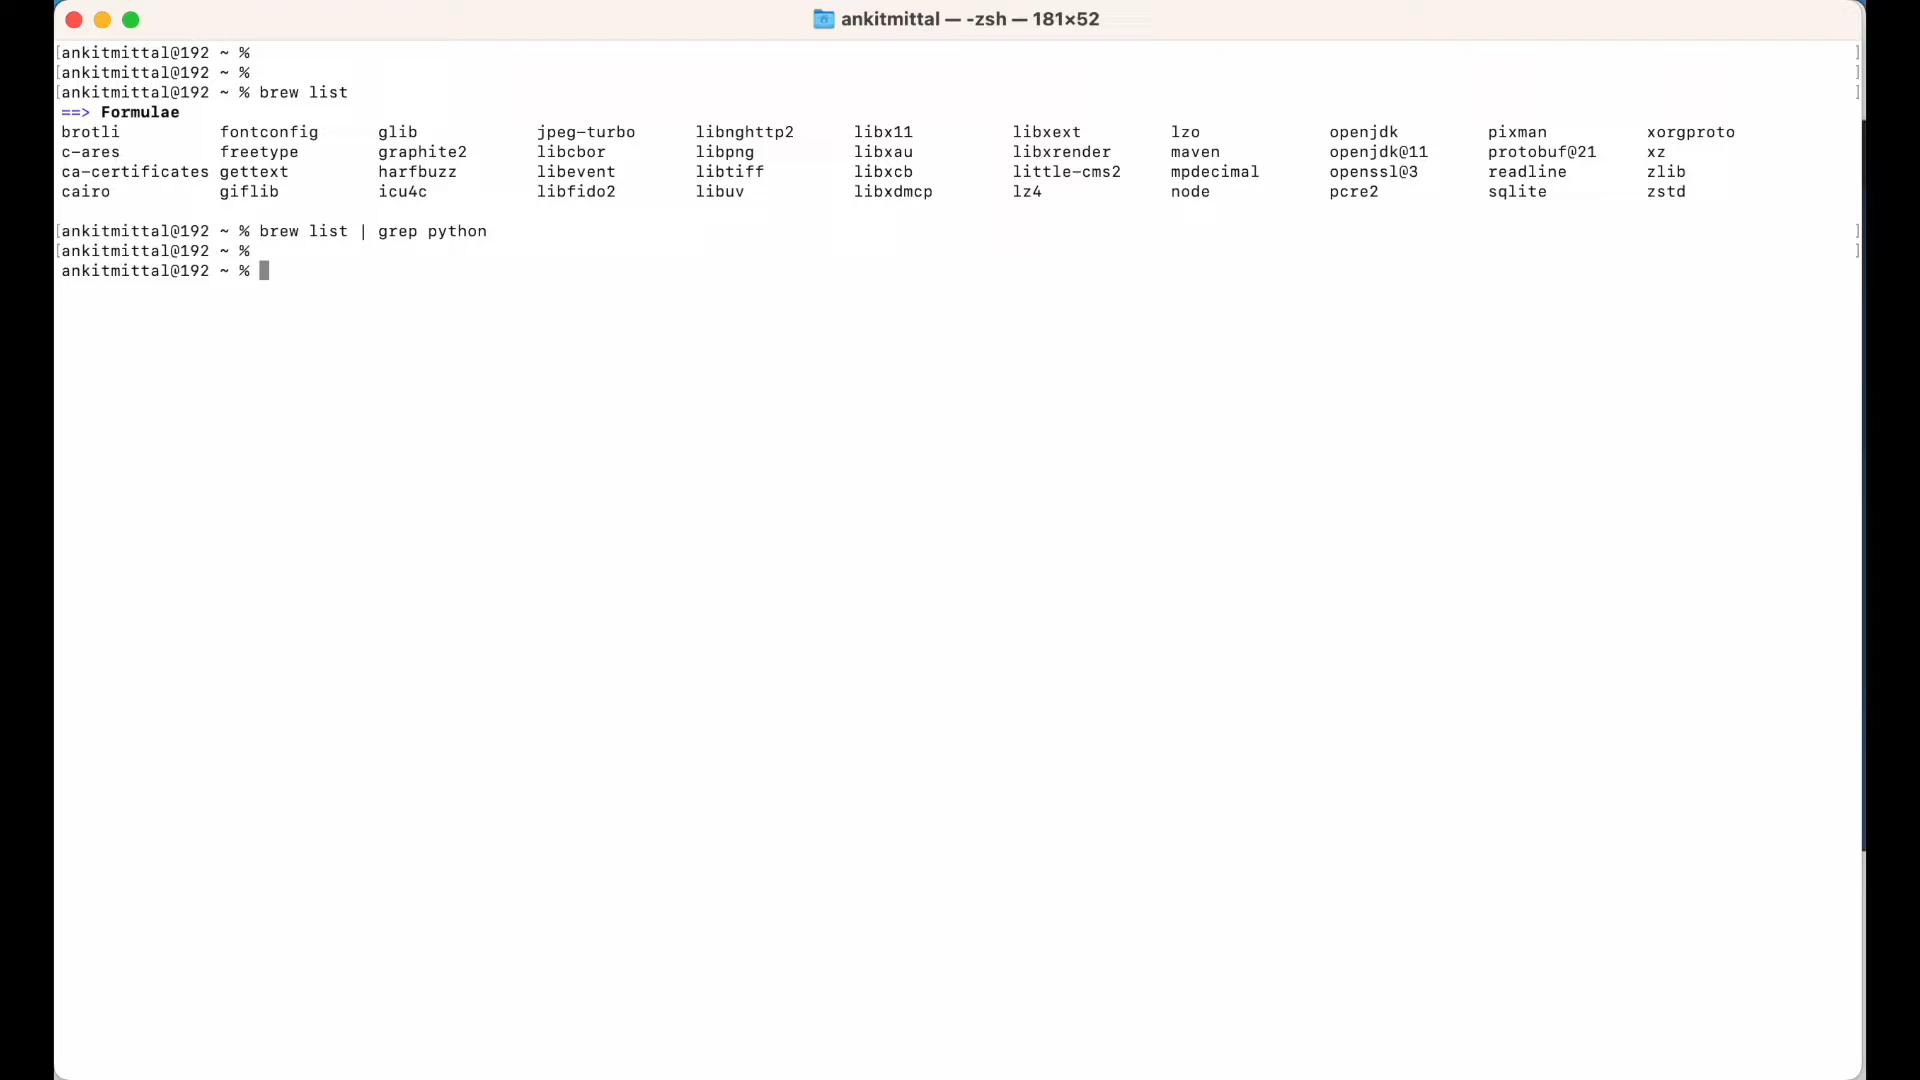 ankitmittal — -zsh — 181×52
[ankitmittal@192 ~ % ]
[ankitmittal@192 ~ % ]
[ankitmittal@192 ~ % brew list ]
==> Formulae
brotli fontconfig glib jpeg-turbo libnghttp2 libx11 libxext lzo openjdk pixman xorgproto
c-ares freetype graphite2 libcbor libpng libxau libxrender maven openjdk@11 protobuf@21 xz
ca-certificates gettext harfbuzz libevent libtiff libxcb little-cms2 mpdecimal openssl@3 readline zlib
cairo giflib icu4c libfido2 libuv libxdmcp lz4 node pcre2 sqlite zstd
[ankitmittal@192 ~ % brew list | grep python ]
[ankitmittal@192 ~ % ]
ankitmittal@192 ~ %